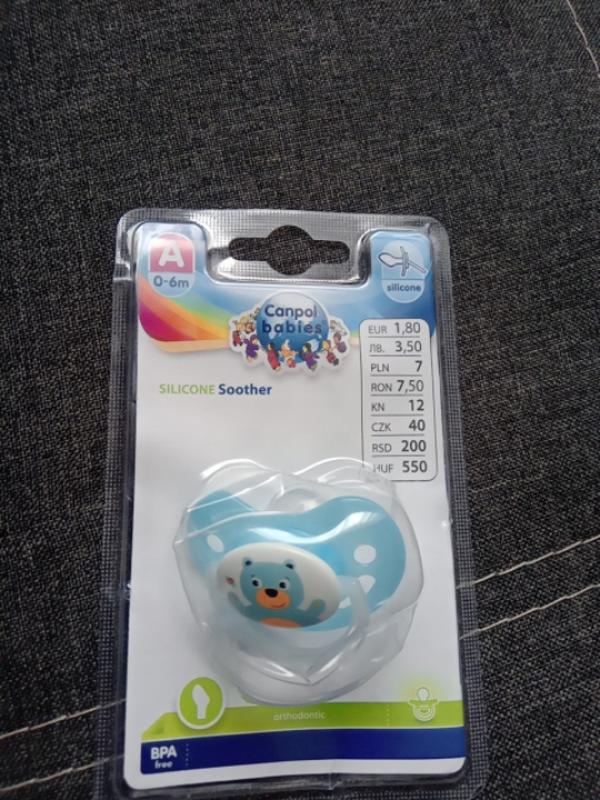 A
0-6m
silicone
Canpol
babies
SILICONE Soother
EUR 1,80
ЛВ. 3,50
PLN 7
RON 7,50
KN 12
CZK 40
RSD 200
HUF 550
orthodontic
BPA
free